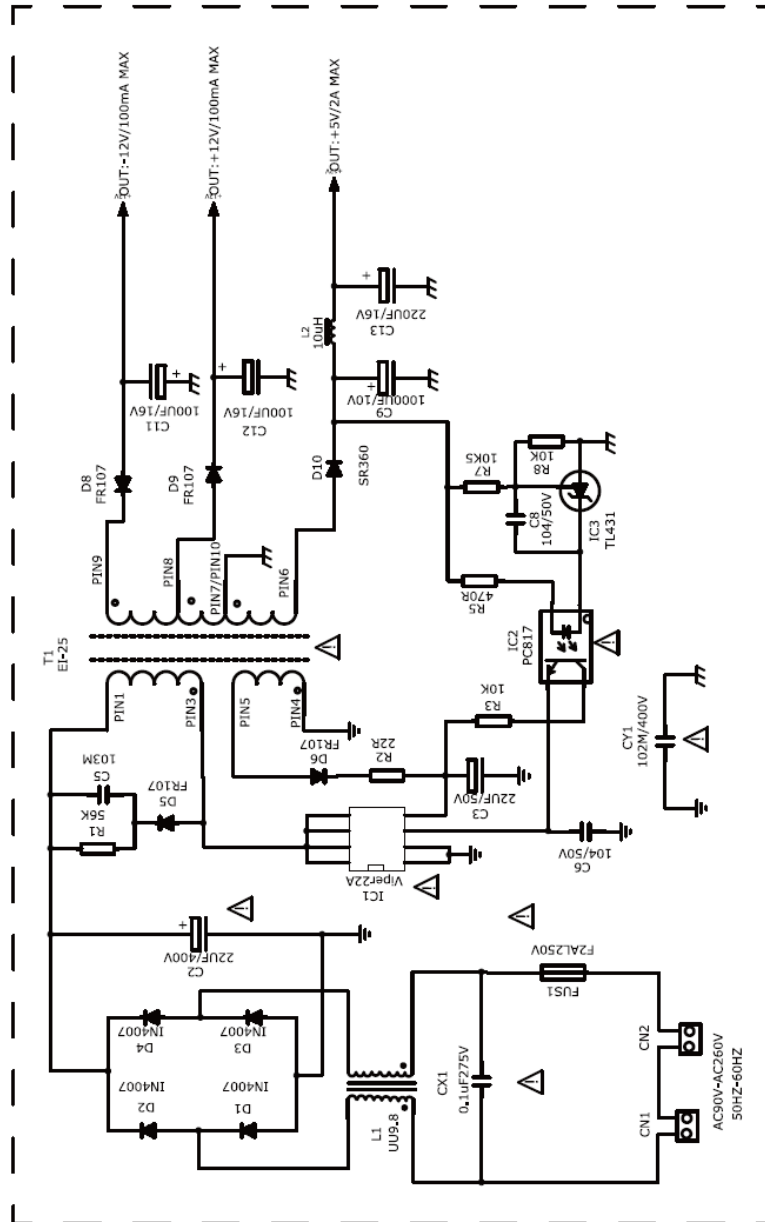 OUT:-12V/100mA MAX
OUT:+12V/100mA MAX
OUT:+5V/2A MAX
+
C11
100UF/16V
+
C12
100UF/16V
+
C9
1000UF/10V
L2
10uH
+
C13
220UF/16V
D8
FR107
D9
FR107
D10
SR360
R7
10K5
R8
10K
C8
104/50V
IC3
TL431
R5
470R
IC2
PC817
PIN9
PIN8
PIN7/PIN10
PIN6
T1
EI-25
PIN1
PIN3
PIN5
PIN4
D6
FR107
R2
22R
R3
10K
C3
22UF/50V
C5
103M
R1
56K
D5
FR107
IC1
Viper22A
C6
104/50V
CY1
102M/400V
+
C2
22UF/400V
D4
IN4007
D3
IN4007
D2
IN4007
D1
IN4007
L1
UU9.8
CX1
0.1uF275V
FUS1
F2AL250V
CN1
CN2
AC90V-AC260V
50HZ-60HZ